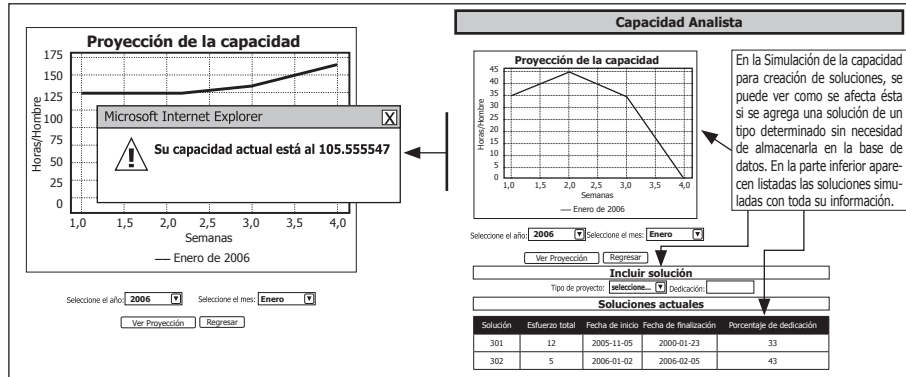 Proyección de la capacidad
175
150
125
100
75
50
25
0
Horas/Hombre
1,0 1,5 2,0 2,5 3,0 3,5 4,0
Semanas
Enero de 2006
Microsoft Internet Explorer X
! Su capacidad actual está al 105.555547
Seleccione el año: 2006 Seleccione el mes: Enero
Ver Proyección Regresar
Capacidad Analista
Proyección de la capacidad
45
40
35
30
25
20
15
10
5
0
Horas/Hombre
1,0 1,5 2,0 2,5 3,0 3,5 4,0
Semanas
Enero de 2006
En la Simulación de la capacidad
para creación de soluciones, se
puede ver como se afecta ésta
si se agrega una solución de un
tipo determinado sin necesidad
de almacenarla en la base de
datos. En la parte inferior apare-
cen listadas las soluciones simu-
ladas con toda su información.
Seleccione el año: 2006 Seleccione el mes: Enero
Ver Proyección Regresar
Incluir solución
Tipo de proyecto: seleccione... Dedicación:
Soluciones actuales
Solución Esfuerzo total Fecha de inicio Fecha de finalización Porcentaje de dedicación
301 12 2005-11-05 2000-01-23 33
302 5 2006-01-02 2006-02-05 43